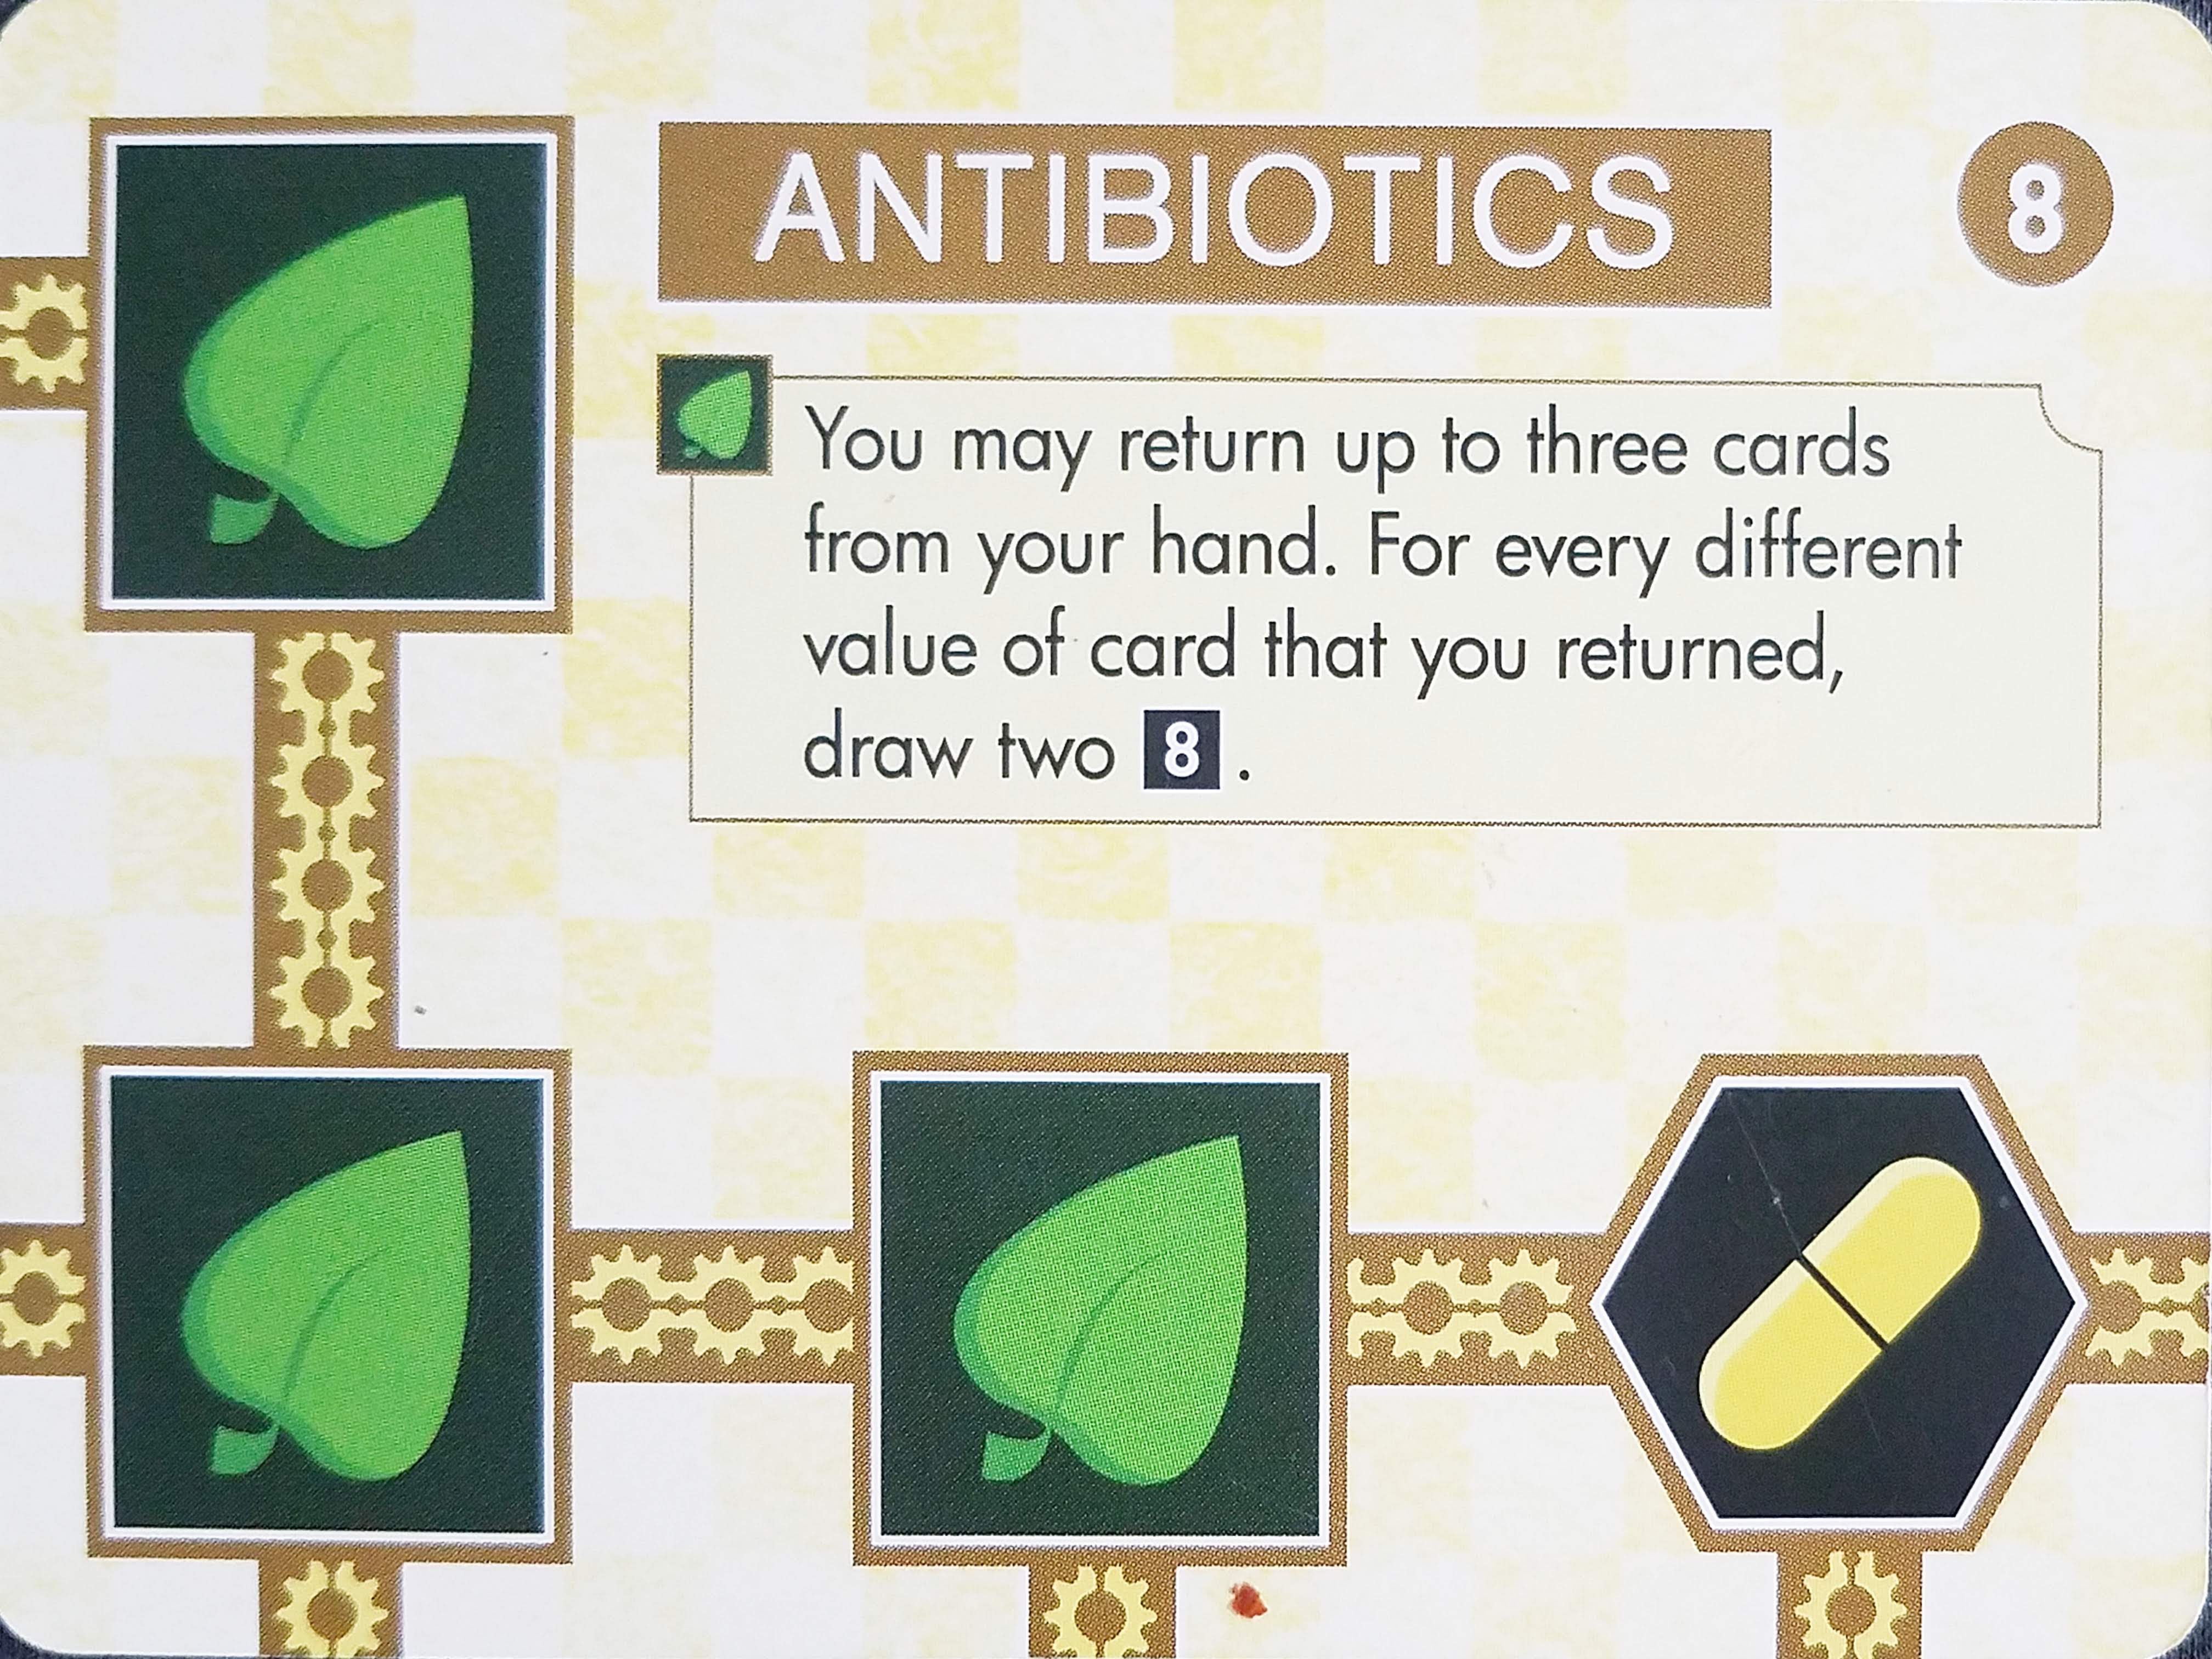 ANTIBIOTICS
8
You may return up to three cards
from your hand. For every different
value of card that you returned,
draw two 8 .